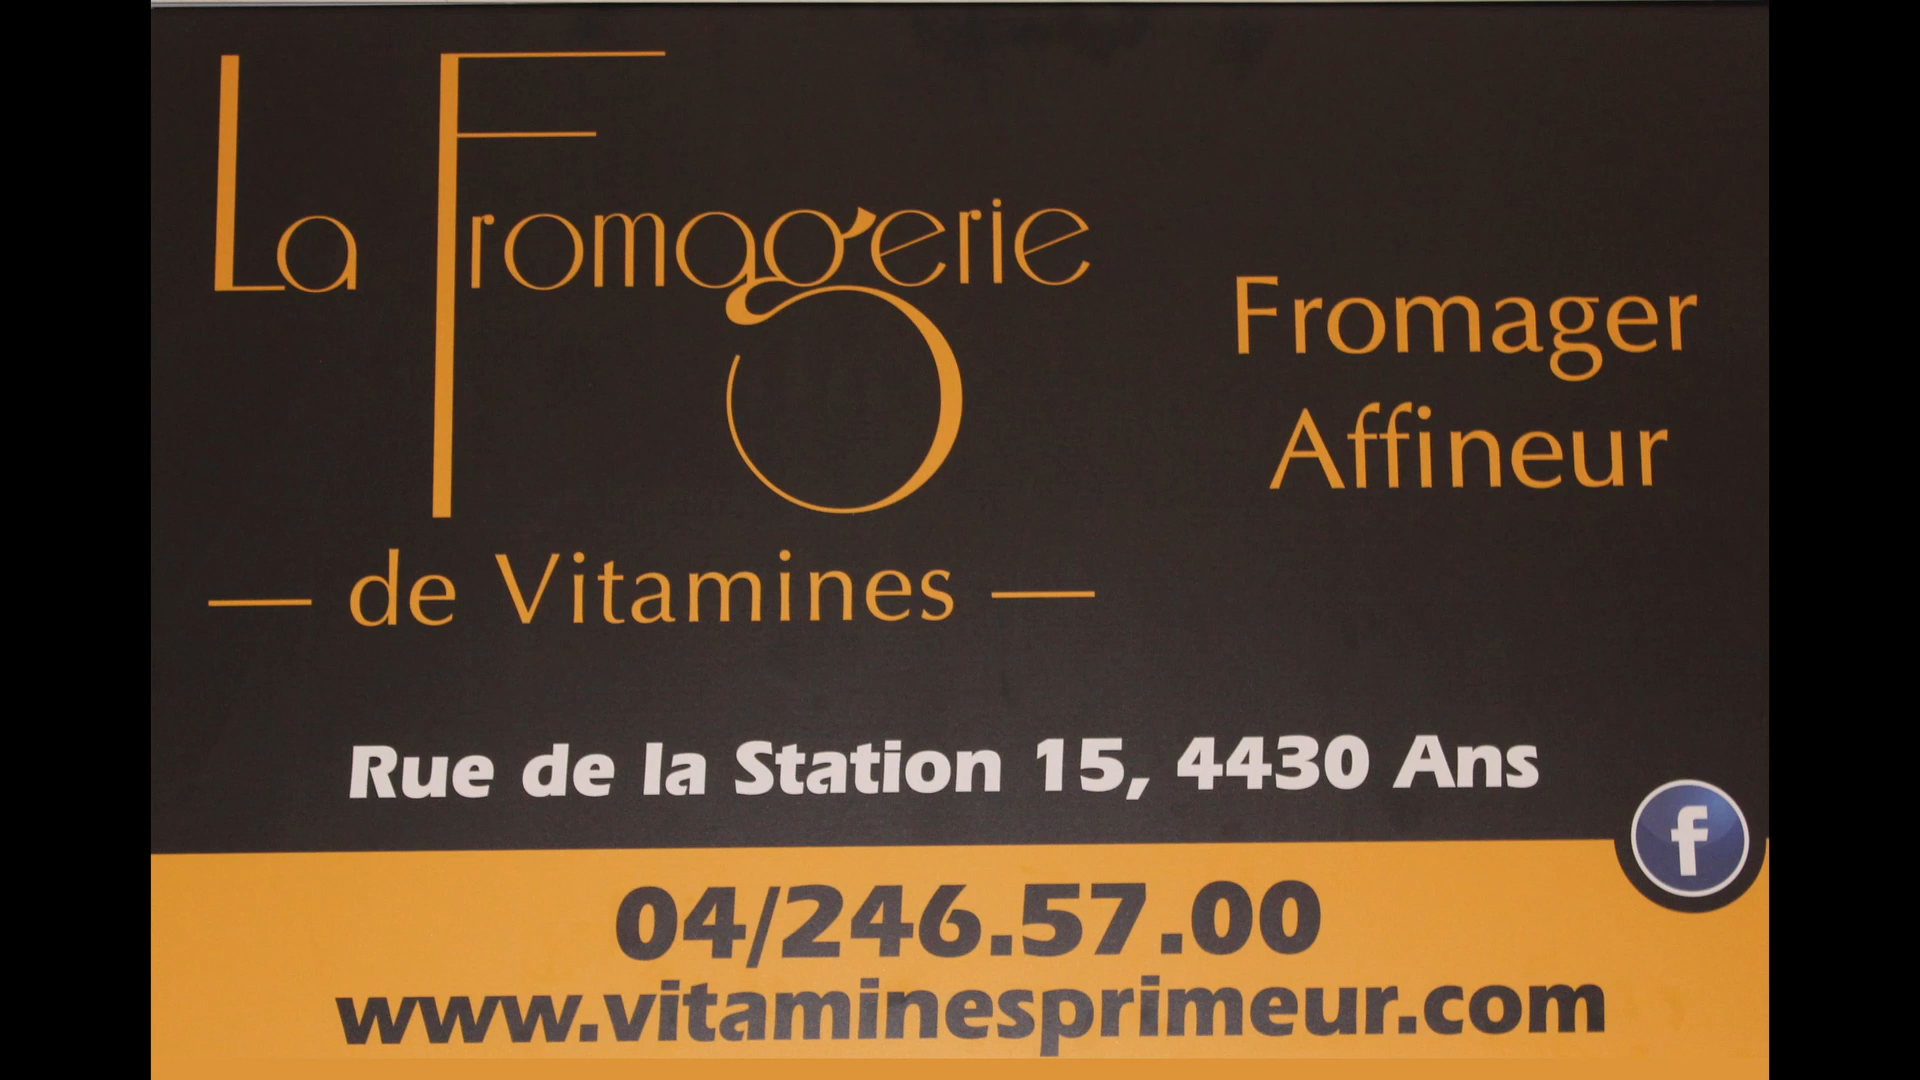 La Fromagerie
— de Vitamines —
Fromager
Affineur
Rue de la Station 15, 4430 Ans
f
04/246.57.00
www.vitaminesprimeur.com